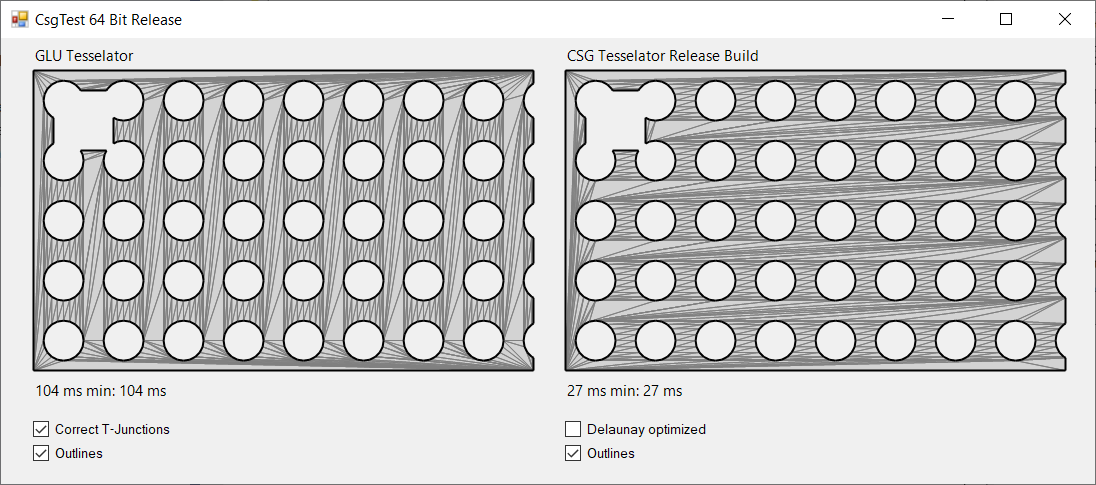 CsgTest 64 Bit Release
GLU Tesselator
CSG Tesselator Release Build
104 ms min: 104 ms
27 ms min: 27 ms
Correct T-Junctions
Delaunay optimized
Outlines
Outlines